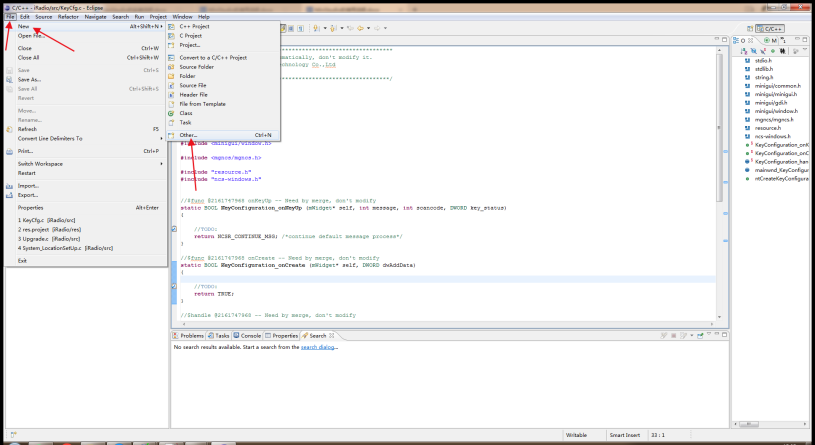 C/C++ - iRadio/src/KeyCfg.c - Eclipse
File Edit Source Refactor Navigate Search Run Project Window Help
New Alt+Shift+N
Open File...
Close Ctrl+W
Close All Ctrl+Shift+W
Save Ctrl+S
Save As...
Save All Ctrl+Shift+S
Revert
Move...
Rename...
Refresh F5
Convert Line Delimiters To
Print... Ctrl+P
Switch Workspace
Restart
Import...
Export...
Properties Alt+Enter
1 KeyCfg.c [iRadio/src]
2 res.project [iRadio/res]
3 Upgrade.c [iRadio/src]
4 System_LocationSetUp.c [iRadio/src]
Exit
C++ Project
C Project
Project...
Convert to a C/C++ Project
Source Folder
Folder
Source File
Header File
File from Template
Class
Task
Other... Ctrl+N
C/C++
matically, don't modify it.
chnology Co.,Ltd
*********************************/
#include <minigui/window.h>
#include <mgncs/mgncs.h>
#include "resource.h"
#include "ncs-windows.h"
//$func @2161747968 onKeyUp -- Need by merge, don't modify
static BOOL KeyConfiguration_onKeyUp (mWidget* self, int message, int scancode, DWORD key_status)
{
//TODO:
return NCSR_CONTINUE_MSG; /*continue default message process*/
}
//$func @2161747968 onCreate -- Need by merge, don't modify
static BOOL KeyConfiguration_onCreate (mWidget* self, DWORD dwAddData)
{
//TODO:
return TRUE;
}
//$handle @2161747968 -- Need by merge, don't modify
stdio.h
stdlib.h
string.h
minigui/common.h
minigui/minigui.h
minigui/gdi.h
minigui/window.h
mgncs/mgncs.h
resource.h
ncs-windows.h
KeyConfiguration_onK
KeyConfiguration_onC
KeyConfiguration_han
mainwnd_KeyConfigur
ntCreateKeyConfigura
Problems Tasks Console Properties Search
No search results available. Start a search from the search dialog...
Writable Smart Insert 33 : 1